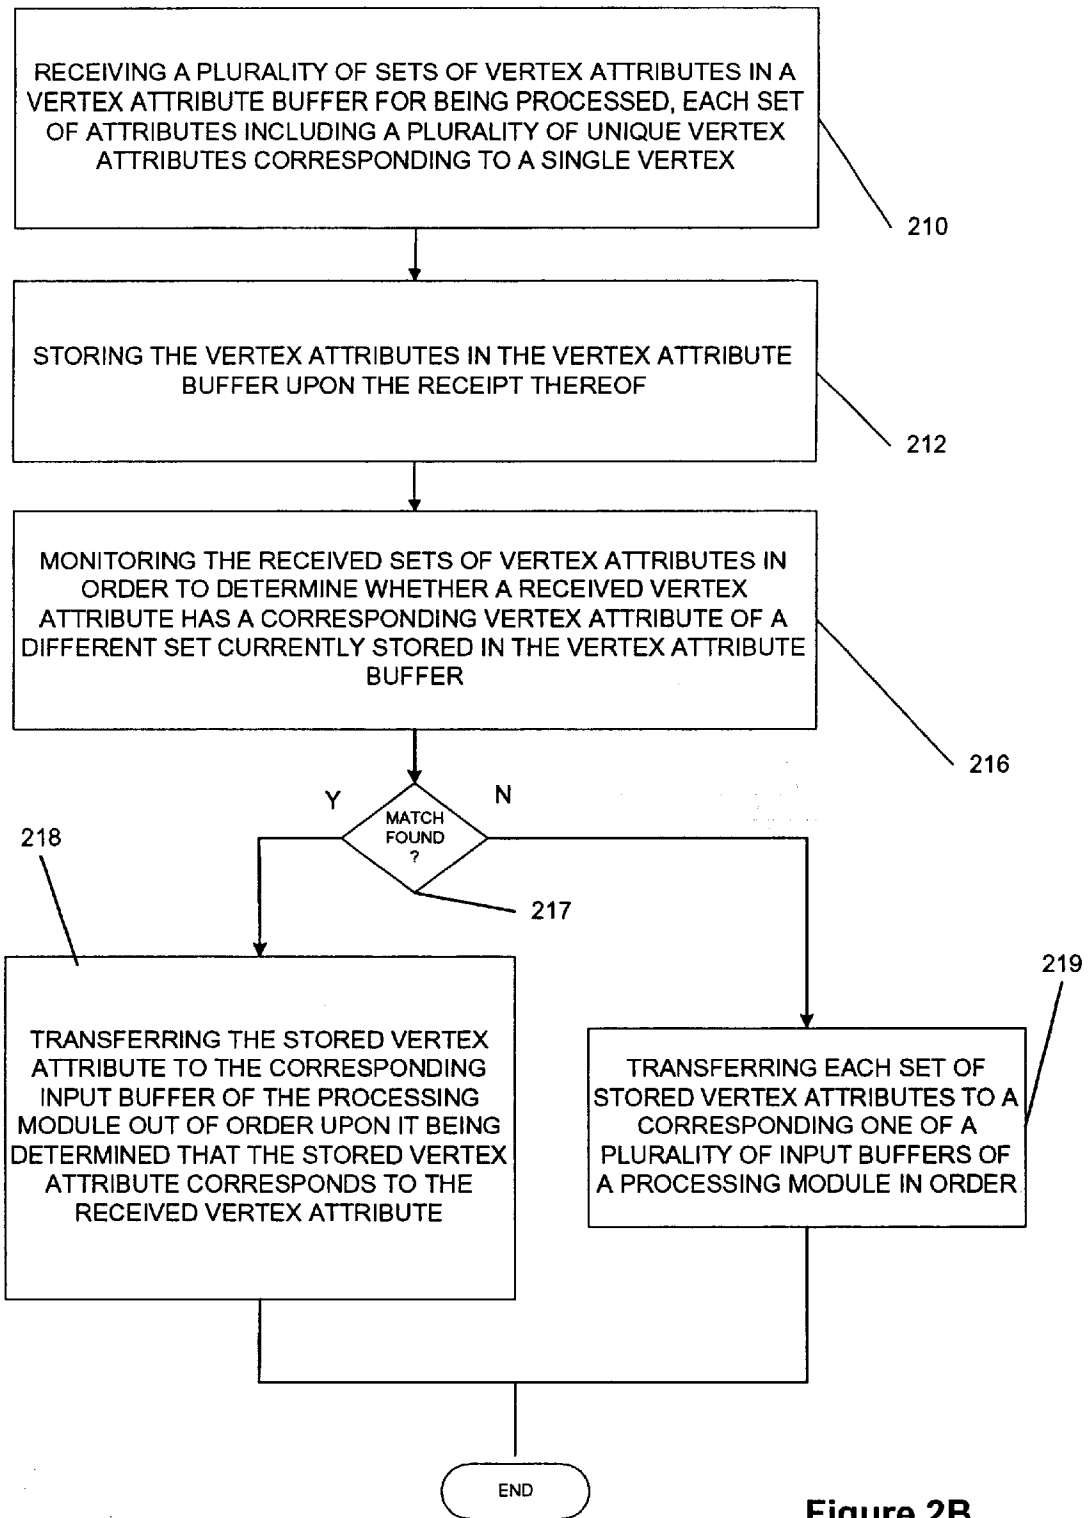 RECEIVING A PLURALITY OF SETS OF VERTEX ATTRIBUTES IN A
VERTEX ATTRIBUTE BUFFER FOR BEING PROCESSED, EACH SET
OF ATTRIBUTES INCLUDING A PLURALITY OF UNIQUE VERTEX
ATTRIBUTES CORRESPONDING TO A SINGLE VERTEX
210
STORING THE VERTEX ATTRIBUTES IN THE VERTEX ATTRIBUTE
BUFFER UPON THE RECEIPT THEREOF
212
MONITORING THE RECEIVED SETS OF VERTEX ATTRIBUTES IN
ORDER TO DETERMINE WHETHER A RECEIVED VERTEX
ATTRIBUTE HAS A CORRESPONDING VERTEX ATTRIBUTE OF A
DIFFERENT SET CURRENTLY STORED IN THE VERTEX ATTRIBUTE
BUFFER
216
Y
N
MATCH
FOUND
?
217
218
TRANSFERRING THE STORED VERTEX
ATTRIBUTE TO THE CORRESPONDING
INPUT BUFFER OF THE PROCESSING
MODULE OUT OF ORDER UPON IT BEING
DETERMINED THAT THE STORED VERTEX
ATTRIBUTE CORRESPONDS TO THE
RECEIVED VERTEX ATTRIBUTE
219
TRANSFERRING EACH SET OF
STORED VERTEX ATTRIBUTES TO A
CORRESPONDING ONE OF A
PLURALITY OF INPUT BUFFERS OF
A PROCESSING MODULE IN ORDER
END
Figure 2B